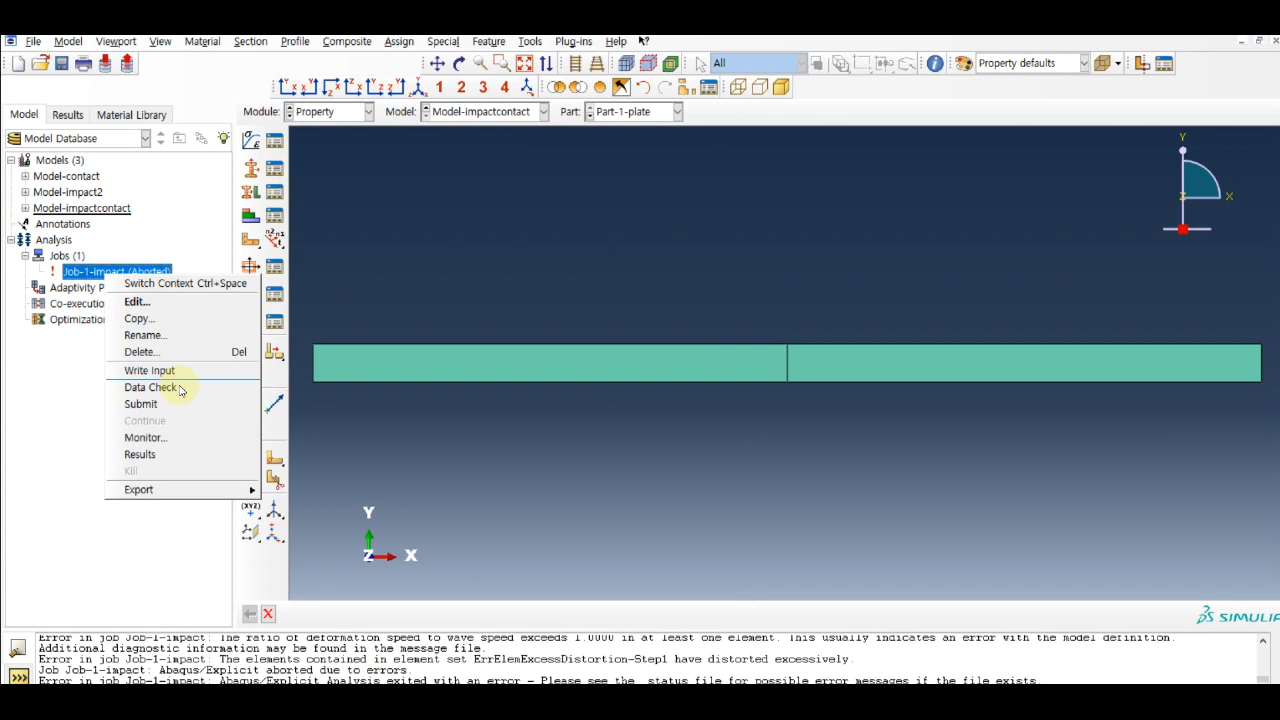 File Model Viewport View Material Section Profile Composite Assign Special Feature Tools Plug-ins Help
All
Property defaults
1 2 3 4
Model Results Material Library
Module: Property Model: Model-impactcontact Part: Part-1-plate
Model Database
Models (3)
Model-contact
Model-impact2
Model-impactcontact
Annotations
Analysis
Jobs (1)
Job-1-impact (Aborted)
Adaptivity P
Co-executio
Optimization
Switch Context Ctrl+Space
Edit...
Copy...
Rename...
Delete... Del
Write Input
Data Check
Submit
Continue
Monitor...
Results
Kill
Export
(XYZ)
Y
X
Z
Y
Z X
SIMULIA
Error in job Job-1-impact: The ratio of deformation speed to wave speed exceeds 1.0000 in at least one element. This usually indicates an error with the model definition.
Additional diagnostic information may be found in the message file.
Error in job Job-1-impact: The elements contained in element set ErrElemExcessDistortion-Step1 have distorted excessively.
Job Job-1-impact: Abaqus/Explicit aborted due to errors.
Error in job Job-1-impact: Abaqus/Explicit Analysis exited with an error - Please see the status file for possible error messages if the file exists.